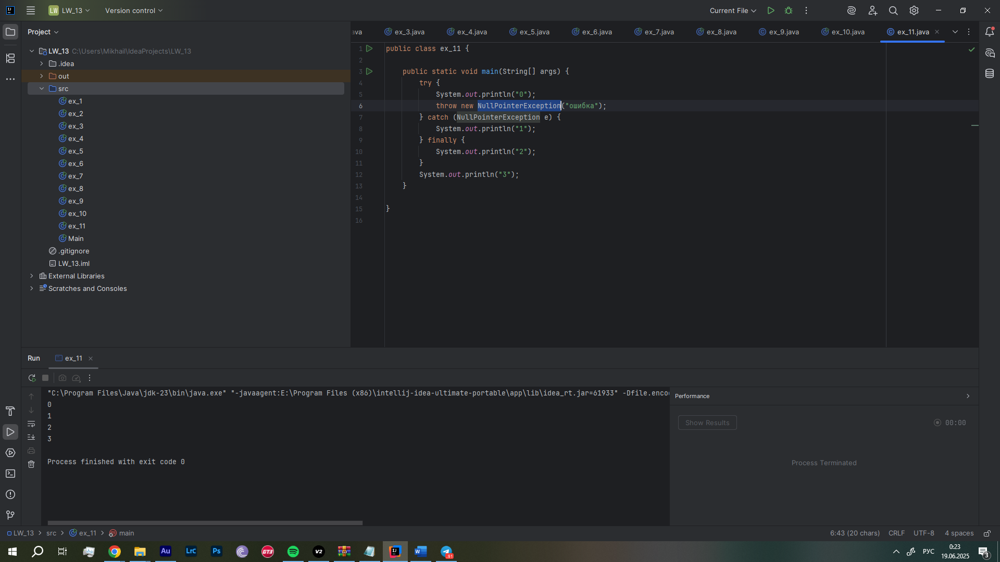 LW LW_13 Version control Current File
Project
ava ex_3.java ex_4.java ex_5.java ex_6.java ex_7.java ex_8.java ex_9.java ex_10.java ex_11.java
LW_13 C:\Users\Mikhail\IdeaProjects\LW_13
.idea
out
src
ex_1
ex_2
ex_3
ex_4
ex_5
ex_6
ex_7
ex_8
ex_9
ex_10
ex_11
Main
.gitignore
LW_13.iml
External Libraries
Scratches and Consoles
1 public class ex_11 {
2
3 public static void main(String[] args) {
4 try {
5 System.out.println("0");
6 throw new NullPointerException("ошибка");
7 } catch (NullPointerException e) {
8 System.out.println("1");
9 } finally {
10 System.out.println("2");
11 }
12 System.out.println("3");
13 }
14
15 }
16
Run ex_11
"C:\Program Files\Java\jdk-23\bin\java.exe" "-javaagent:E:\Program Files (x86)\intellij-idea-ultimate-portable\app\lib\idea_rt.jar=61933" -Dfile.enco
0
1
2
3
Process finished with exit code 0
Performance
Show Results 00:00
Process Terminated
LW_13 src ex_11 main 6:43 (20 chars) CRLF UTF-8 4 spaces
Au LrC Ps GT3 V2 IJ W 91 РУС 0:23
19.06.2025 3